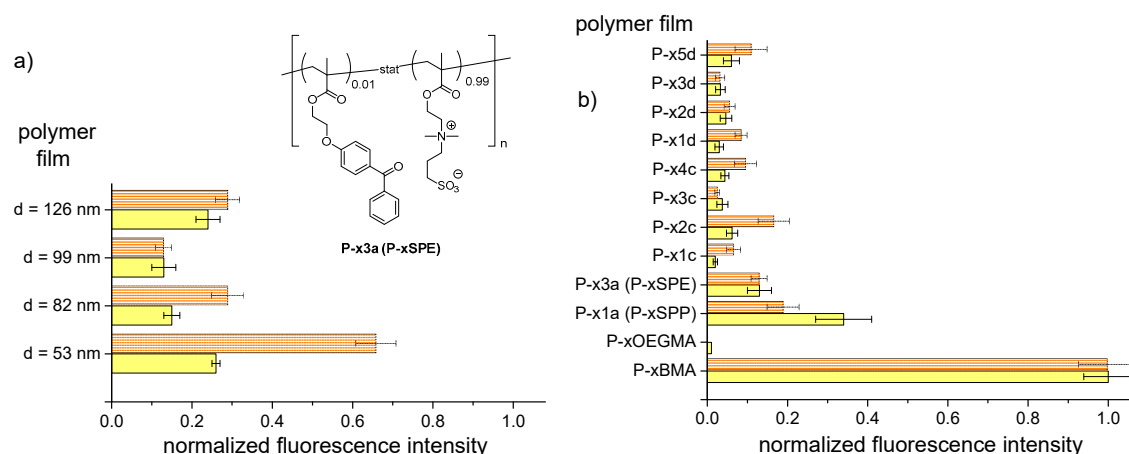 a)
polymer
film
d = 126 nm
d = 99 nm
d = 82 nm
d = 53 nm
0.0 0.2 0.4 0.6 0.8 1.0
normalized fluorescence intensity
stat
0.01
0.99
n
O O
O
O
O O
N
+
SO3
−
P-x3a (P-xSPE)
polymer film
b)
P-x5d
P-x3d
P-x2d
P-x1d
P-x4c
P-x3c
P-x2c
P-x1c
P-x3a (P-xSPE)
P-x1a (P-xSPP)
P-xOEGMA
P-xBMA
0.0 0.2 0.4 0.6 0.8 1.0
normalized fluorescence intensity